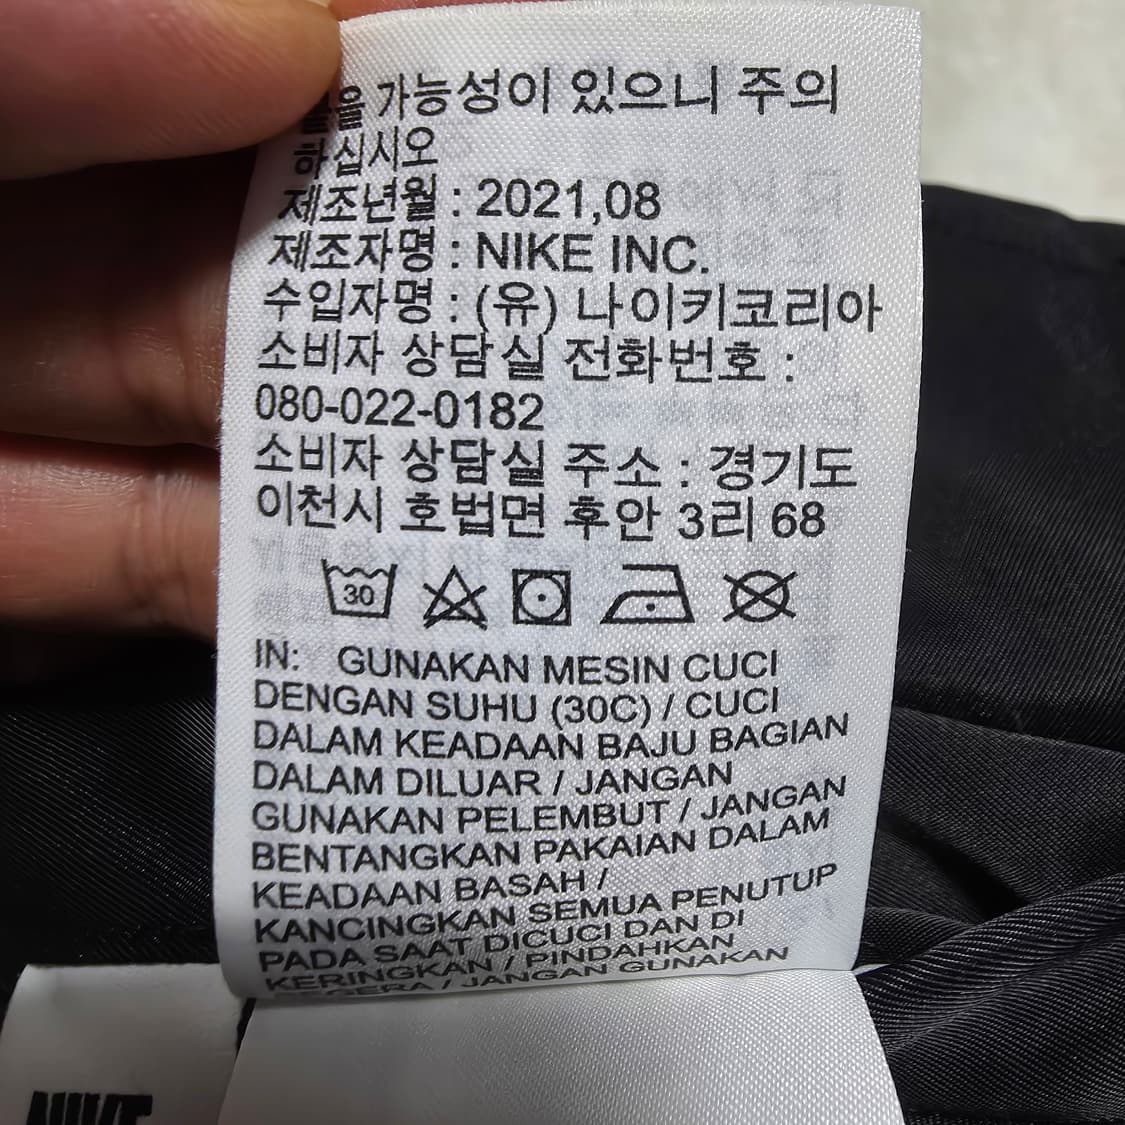 가능성이 있으니 주의
하십시오
제조년월 : 2021,08
제조자명 : NIKE INC.
수입자명 : (유) 나이키코리아
소비자 상담실 전화번호 :
080-022-0182
소비자 상담실 주소 : 경기도
이천시 호법면 후안 3리 68
30
IN: GUNAKAN MESIN CUCI
DENGAN SUHU (30C) / CUCI
DALAM KEADAAN BAJU BAGIAN
DALAM DILUAR / JANGAN
GUNAKAN PELEMBUT / JANGAN
BENTANGKAN PAKAIAN DALAM
KEADAAN BASAH /
KANCINGKAN SEMUA PENUTUP
PADA SAAT DICUCI DAN DI
KERINGKAN / PINDAHKAN
SEGERA / JANGAN GUNAKAN
NIKE